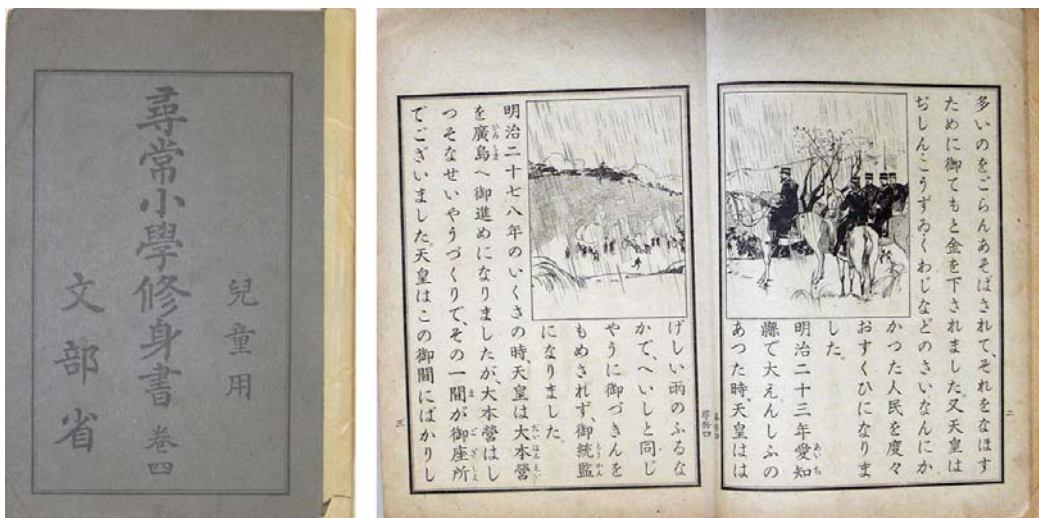 兒童用
尋常小學修身書 卷四
文部省
多いのをごらんあそばされて、それをなほす
ために御てもと金を下されました。又天皇は
ぢしんこうずゐくわじなどのさいなんにか
かつた人民を度々
おすくひになりま
した。
明治二十三年愛知
縣で大えんしふの
あつた時、天皇ははげしい雨のふるな
かで、へいしと同じ
やうに御づきんを
もめされず、御統監
になりました。
明治二十七八年のいくさの時、天皇は大本營
を廣島へ御進めになりましたが、大本營はし
つそなせいやうづくりで、その一間が御座所
でございました。天皇はこの御間にばかりし
二
三